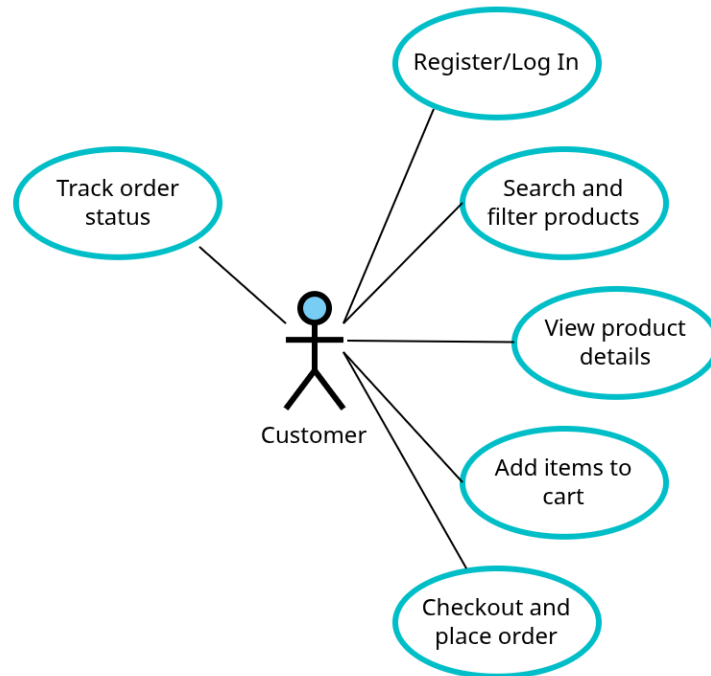 Register/Log In
Track order
status
Search and
filter products
View product
details
Customer
Add items to
cart
Checkout and
place order